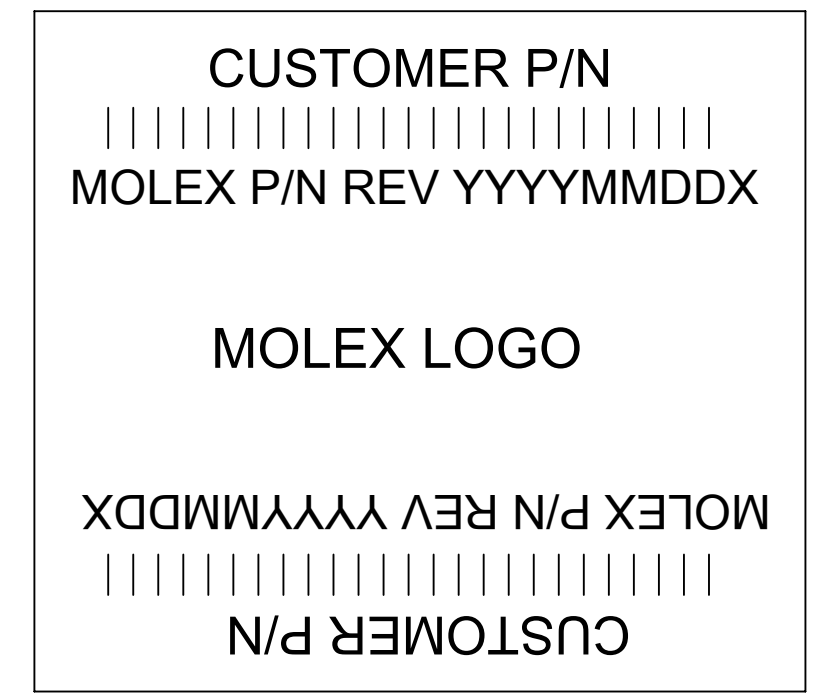 CUSTOMER P/N
MOLEX P/N REV YYYYMMDDX
MOLEX LOGO
MOLEX P/N REV YYYYMMDDX
CUSTOMER P/N